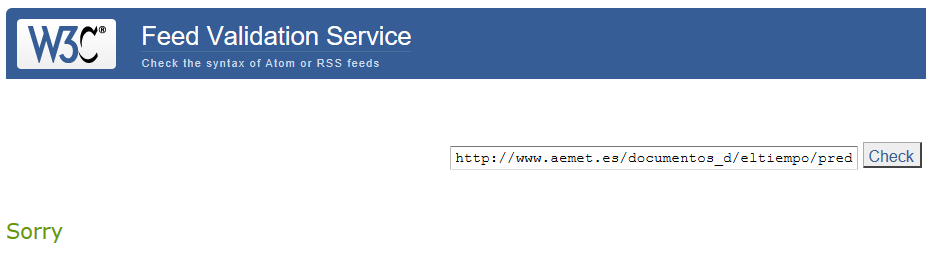 W3C®
Feed Validation Service
Check the syntax of Atom or RSS feeds
http://www.aemet.es/documentos_d/eltiempo/pred
Check
Sorry